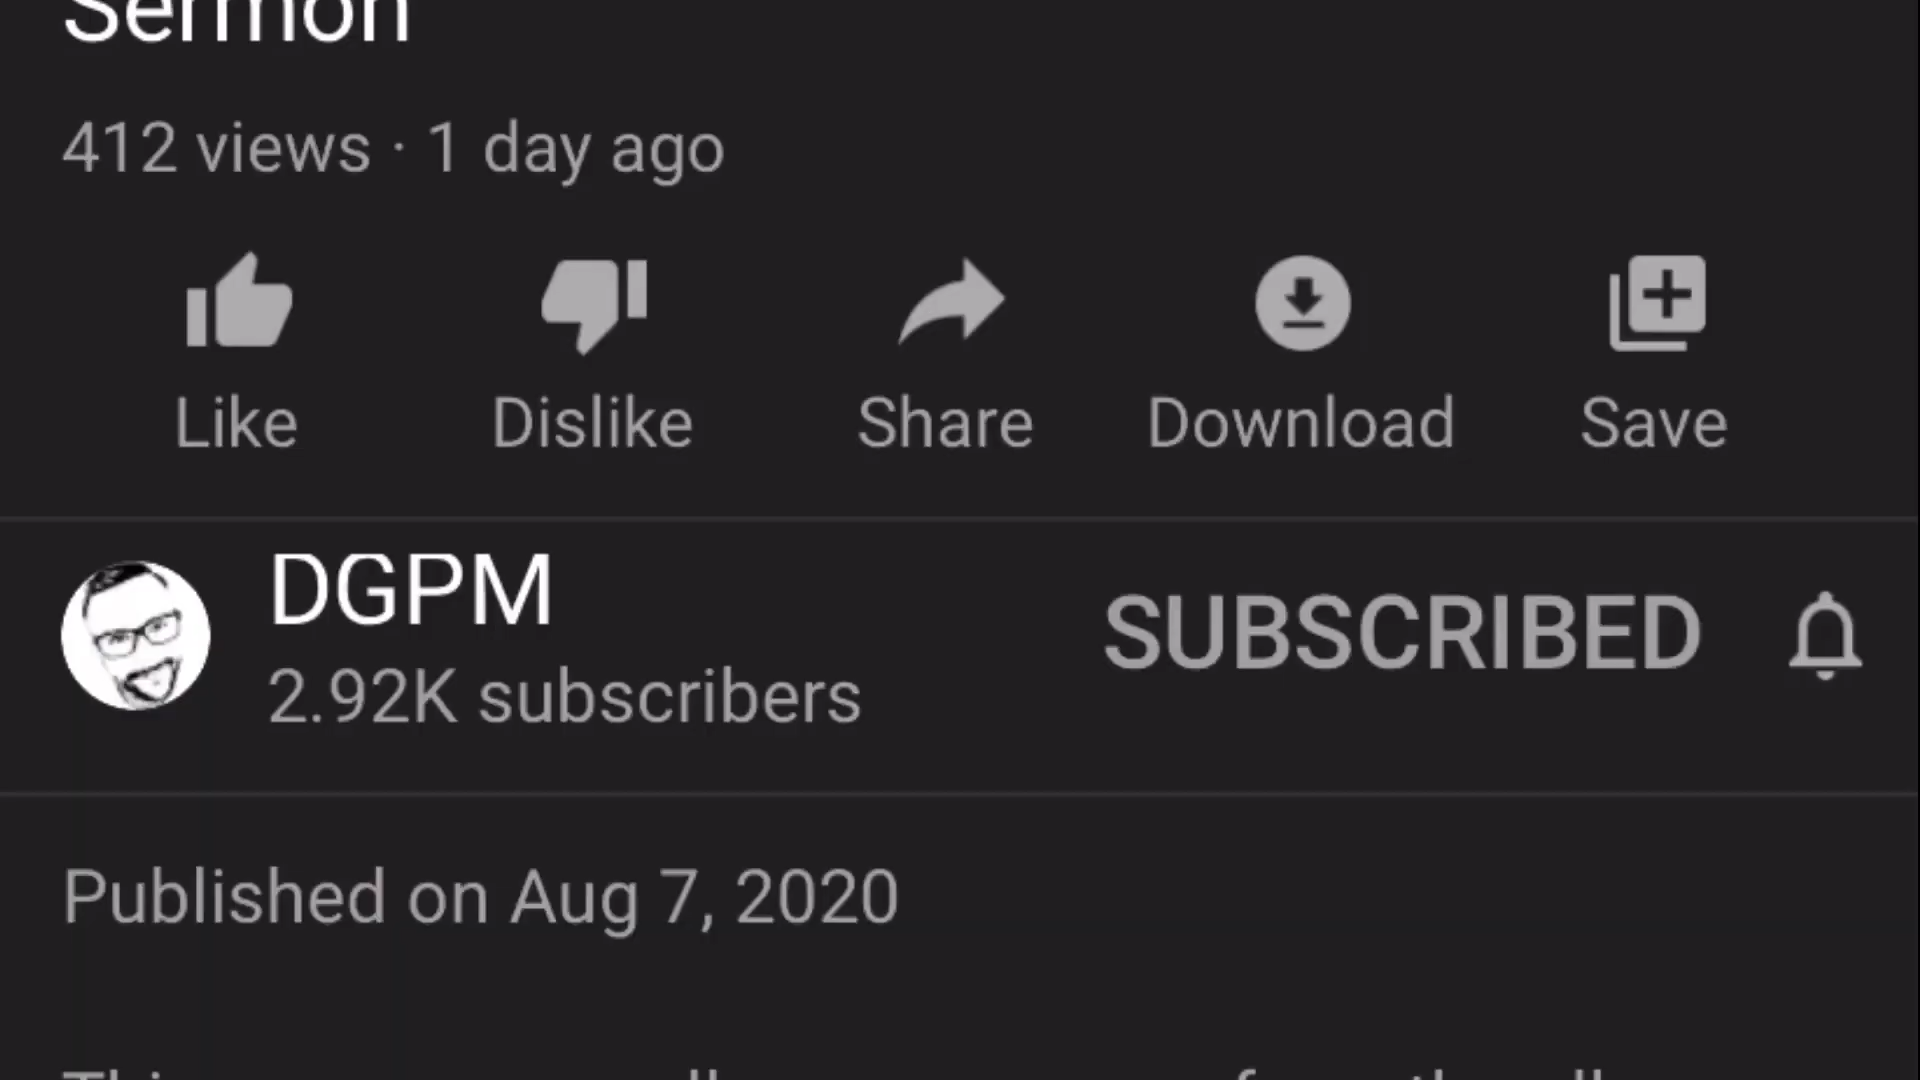 Sermon
412 views · 1 day ago
Like Dislike Share Download Save
DGPM
SUBSCRIBED
2.92K subscribers
Published on Aug 7, 2020